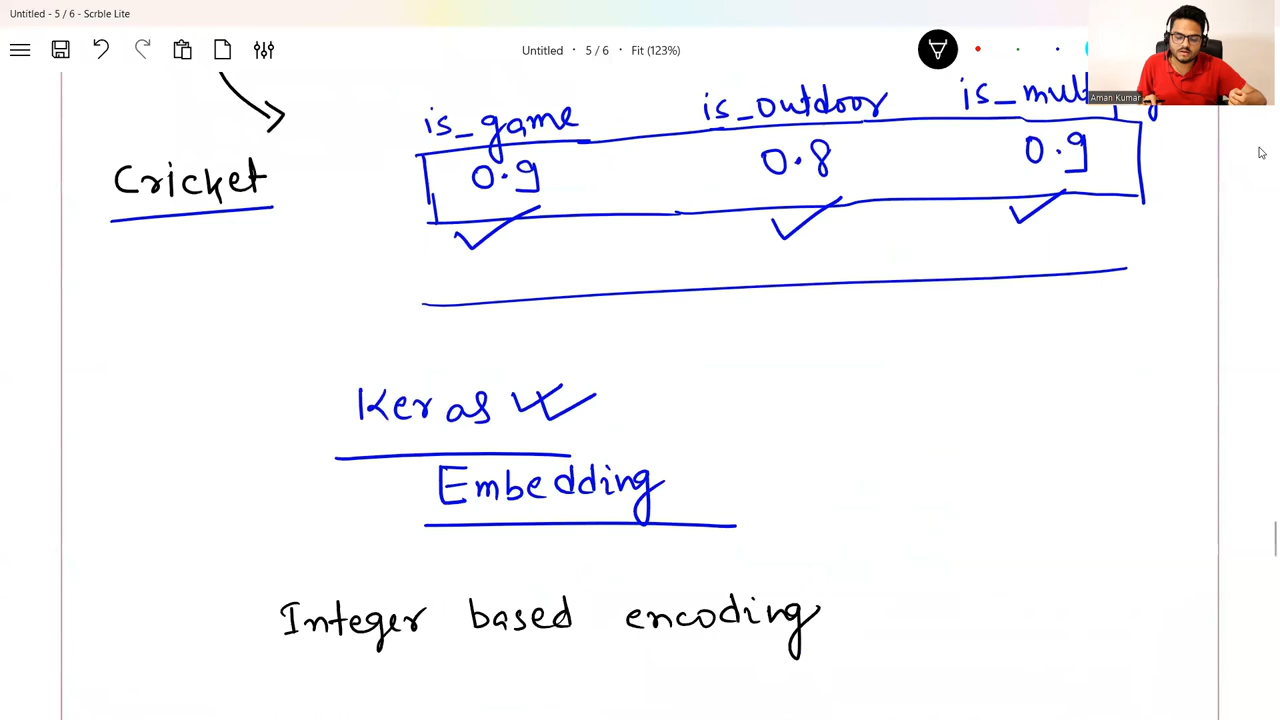 Untitled - 5 / 6 - Scrble Lite
Untitled • 5 / 6 • Fit (123%)
Aman Kumar
is_game is_outdoor
Cricket 0.9 0.8 0.9
Keras
Embedding
Integer based encoding